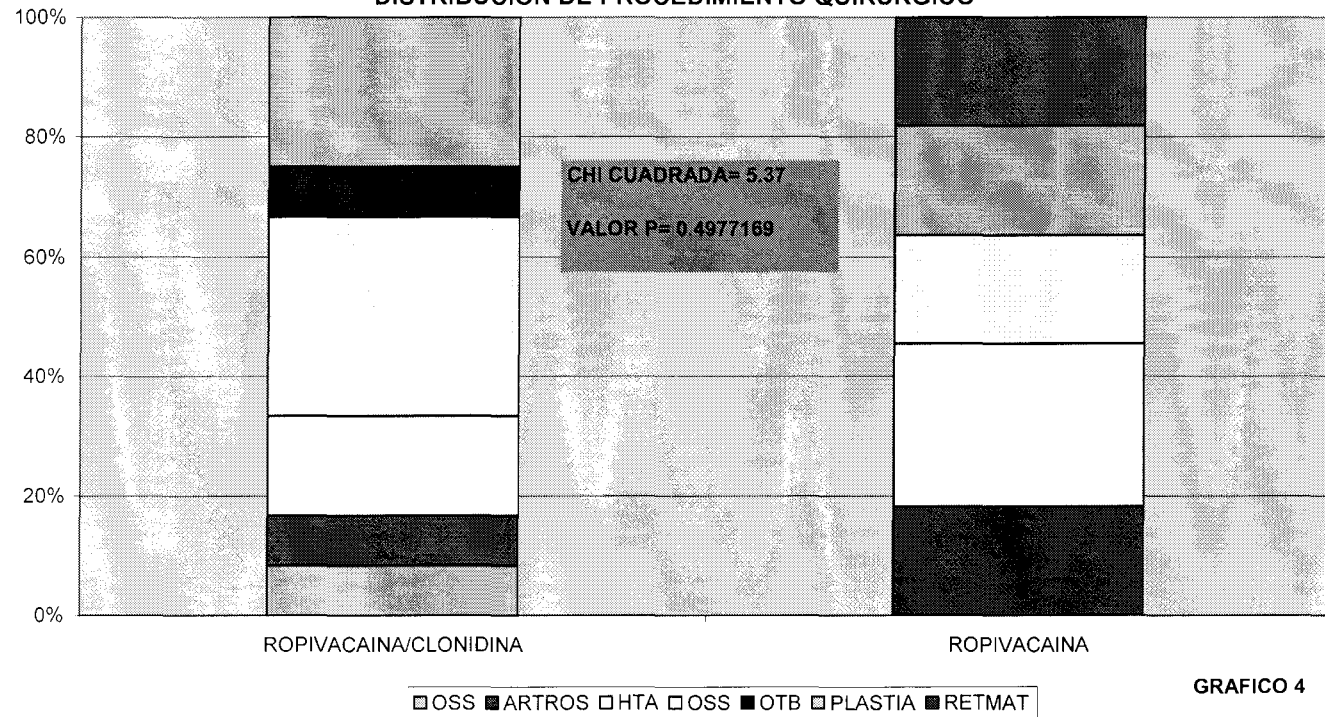 DISTRIBUCION DE PROCEDIMIENTO QUIRURGICO
100%
80%
60%
40%
20%
0%
CHI CUADRADA= 5.37
VALOR P= 0.4977169
ROPIVACAINA/CLONIDINA
ROPIVACAINA
OSS ARTROS HTA OSS OTB PLASTIA RETMAT
GRAFICO 4